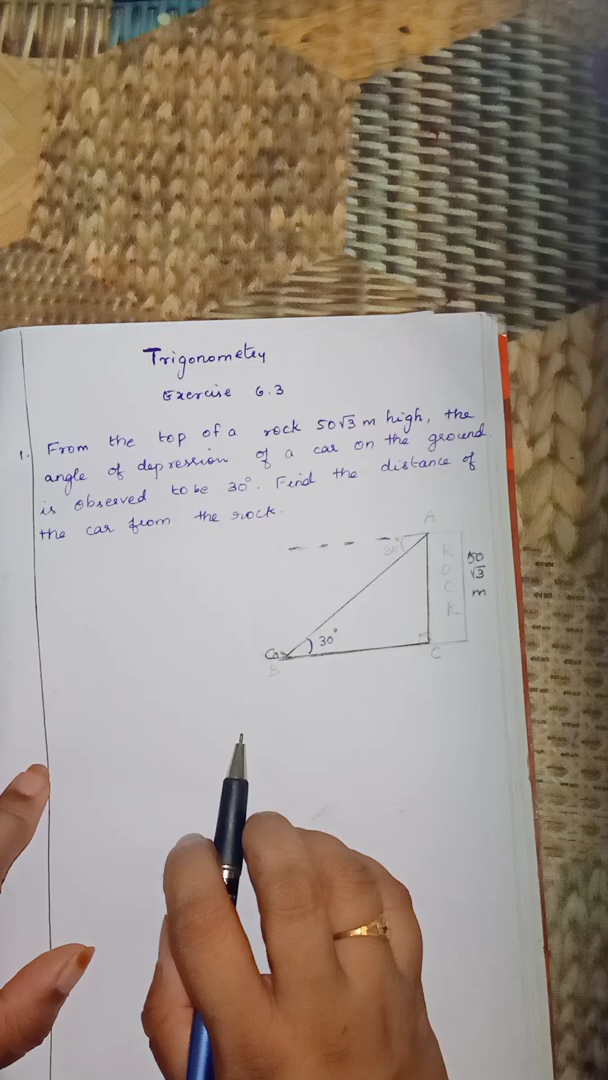 Trigonometry
Exercise 6.3
1. From the top of a rock 50√3 m high, the
angle of depression of a car on the ground
is observed to be 30°. Find the distance of
the car from the rock.
A
30°
ROCK
50
√3
m
30°
Car
B
C